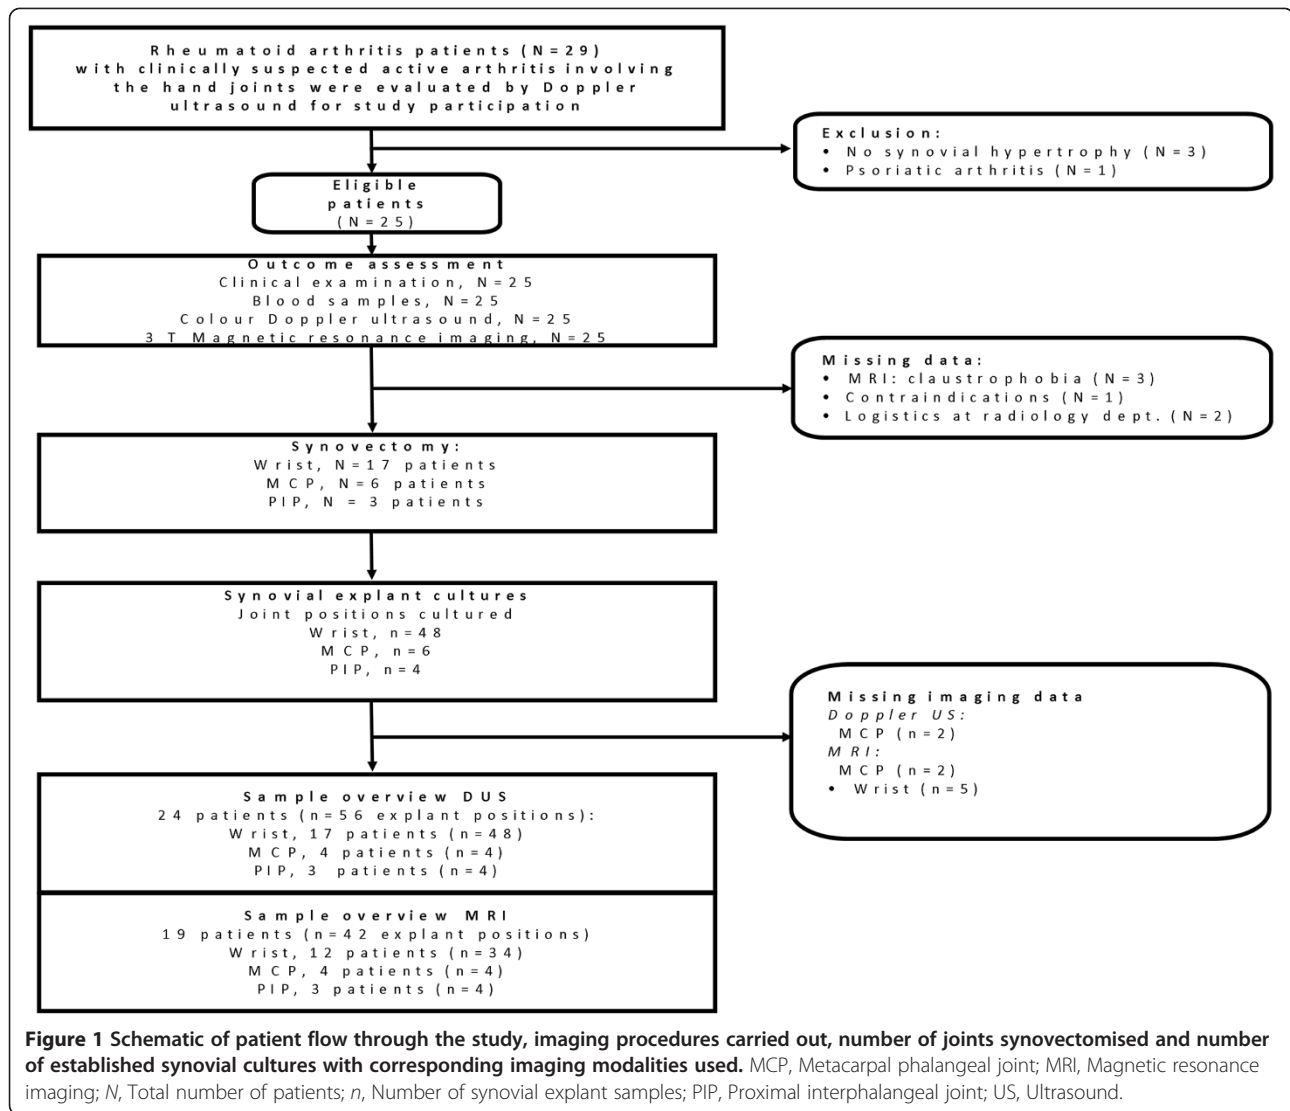 Rheumatoid arthritis patients (N=29)
with clinically suspected active arthritis involving
the hand joints were evaluated by Doppler
ultrasound for study participation
Exclusion:
• No synovial hypertrophy (N=3)
• Psoriatic arthritis (N=1)
Eligible
patients
(N=25)
Outcome assessment
Clinical examination, N=25
Blood samples, N=25
Colour Doppler ultrasound, N=25
3 T Magnetic resonance imaging, N=25
Missing data:
• MRI: claustrophobia (N=3)
• Contraindications (N=1)
• Logistics at radiology dept. (N=2)
Synovectomy:
Wrist, N=17 patients
MCP, N=6 patients
PIP, N = 3 patients
Synovial explant cultures
Joint positions cultured
Wrist, n=48
MCP, n=6
PIP, n=4
Missing imaging data
Doppler US:
MCP (n=2)
MRI:
MCP (n=2)
• Wrist (n=5)
Sample overview DUS
24 patients (n=56 explant positions):
Wrist, 17 patients (n=48)
MCP, 4 patients (n=4)
PIP, 3 patients (n=4)
Sample overview MRI
19 patients (n=42 explant positions)
Wrist, 12 patients (n=34)
MCP, 4 patients (n=4)
PIP, 3 patients (n=4)
Figure 1 Schematic of patient flow through the study, imaging procedures carried out, number of joints synovectomised and number
of established synovial cultures with corresponding imaging modalities used. MCP, Metacarpal phalangeal joint; MRI, Magnetic resonance
imaging; N, Total number of patients; n, Number of synovial explant samples; PIP, Proximal interphalangeal joint; US, Ultrasound.